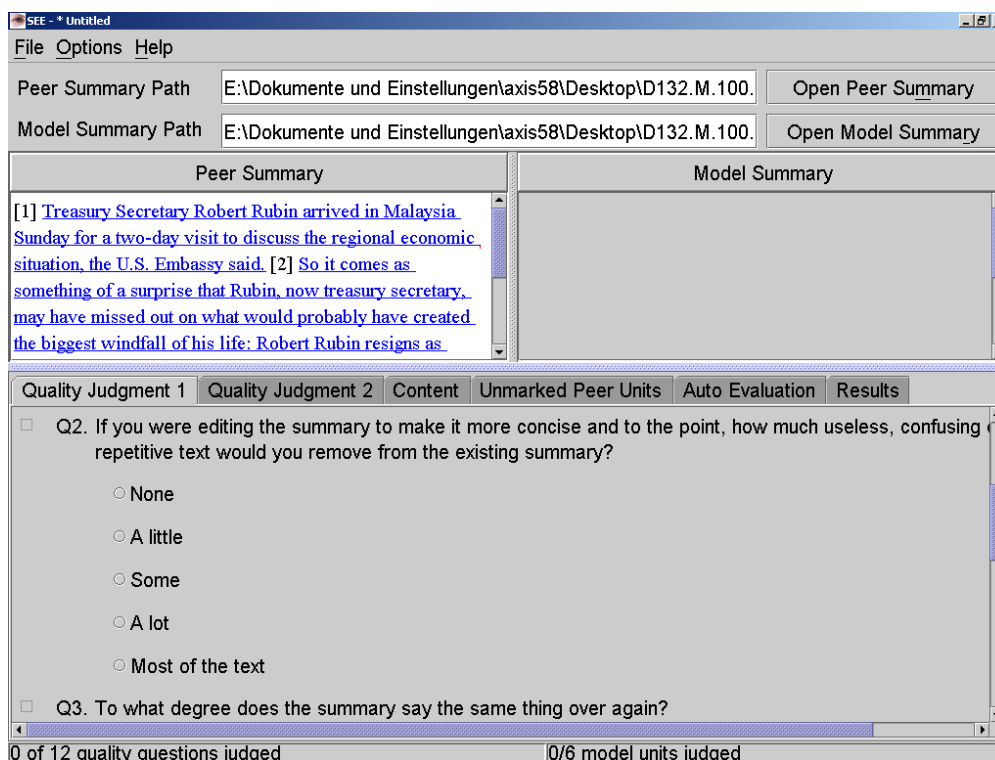 SEE - * Untitled
File Options Help
Peer Summary Path E:\Dokumente und Einstellungen\axis58\Desktop\D132.M.100. Open Peer Summary
Model Summary Path E:\Dokumente und Einstellungen\axis58\Desktop\D132.M.100. Open Model Summary
Peer Summary
[1] Treasury Secretary Robert Rubin arrived in Malaysia
Sunday for a two-day visit to discuss the regional economic
situation, the U.S. Embassy said. [2] So it comes as
something of a surprise that Rubin, now treasury secretary,
may have missed out on what would probably have created
the biggest windfall of his life: Robert Rubin resigns as
Model Summary
Quality Judgment 1 Quality Judgment 2 Content Unmarked Peer Units Auto Evaluation Results
Q2. If you were editing the summary to make it more concise and to the point, how much useless, confusing
repetitive text would you remove from the existing summary?
None
A little
Some
A lot
Most of the text
Q3. To what degree does the summary say the same thing over again?
0 of 12 quality questions judged 0/6 model units judged